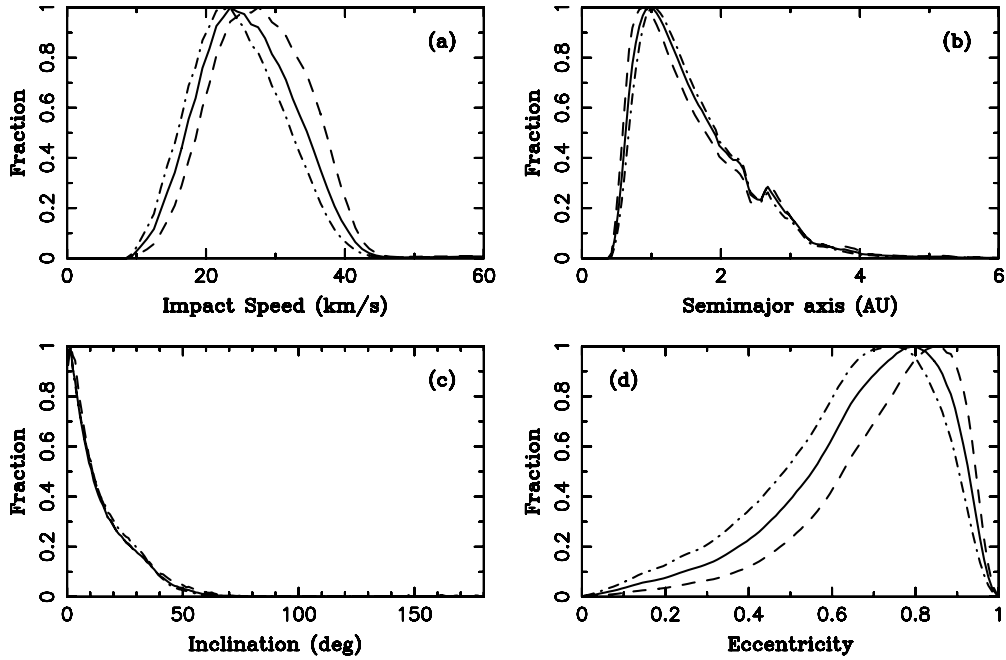 (a)
Fraction
0 0.2 0.4 0.6 0.8 1
0 20 40 60
Impact Speed (km/s)
(b)
Fraction
0 0.2 0.4 0.6 0.8 1
0 2 4 6
Semimajor axis (AU)
(c)
Fraction
0 0.2 0.4 0.6 0.8 1
0 50 100 150
Inclination (deg)
(d)
Fraction
0 0.2 0.4 0.6 0.8 1
0 0.2 0.4 0.6 0.8 1
Eccentricity